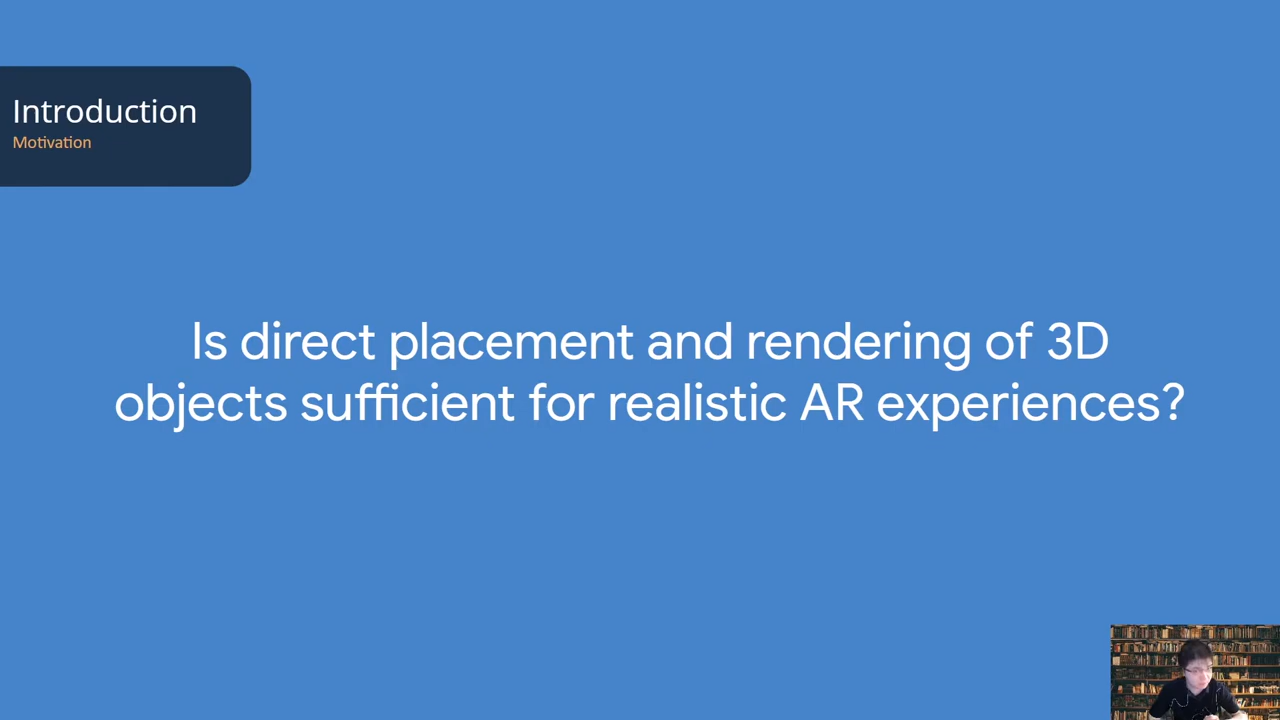 Introduction
Motivation
Is direct placement and rendering of 3D
objects sufficient for realistic AR experiences?